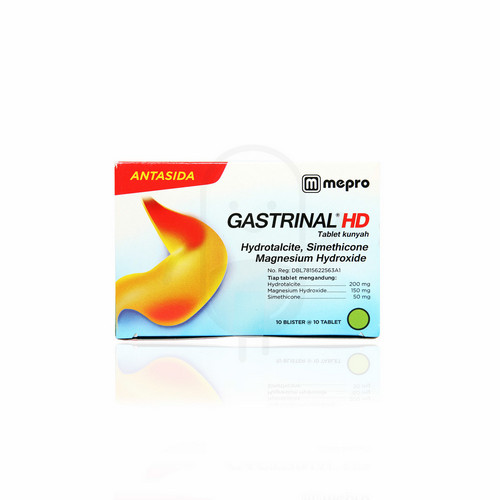 ANTASIDA
mepro
GASTRINAL® HD
Tablet kunyah
Hydrotalcite, Simethicone
Magnesium Hydroxide
No. Reg: DBL7815622563A1
Tiap tablet mengandung:
Hydrotalcite 200 mg
Magnesium Hydroxide 150 mg
Simethicone 50 mg
10 BLISTER @ 10 TABLET